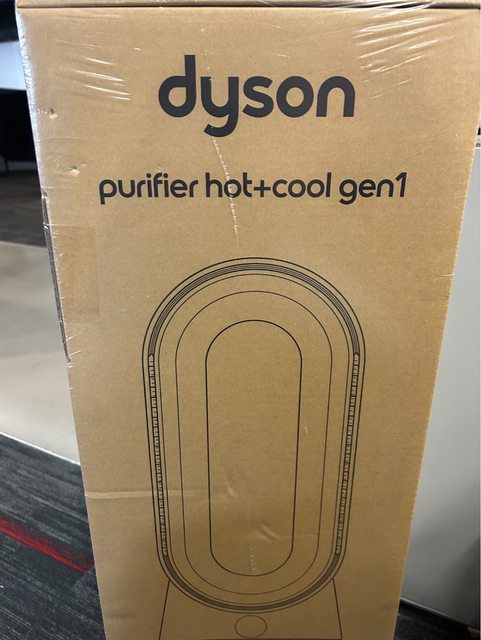 dyson
purifier hot+cool gen1